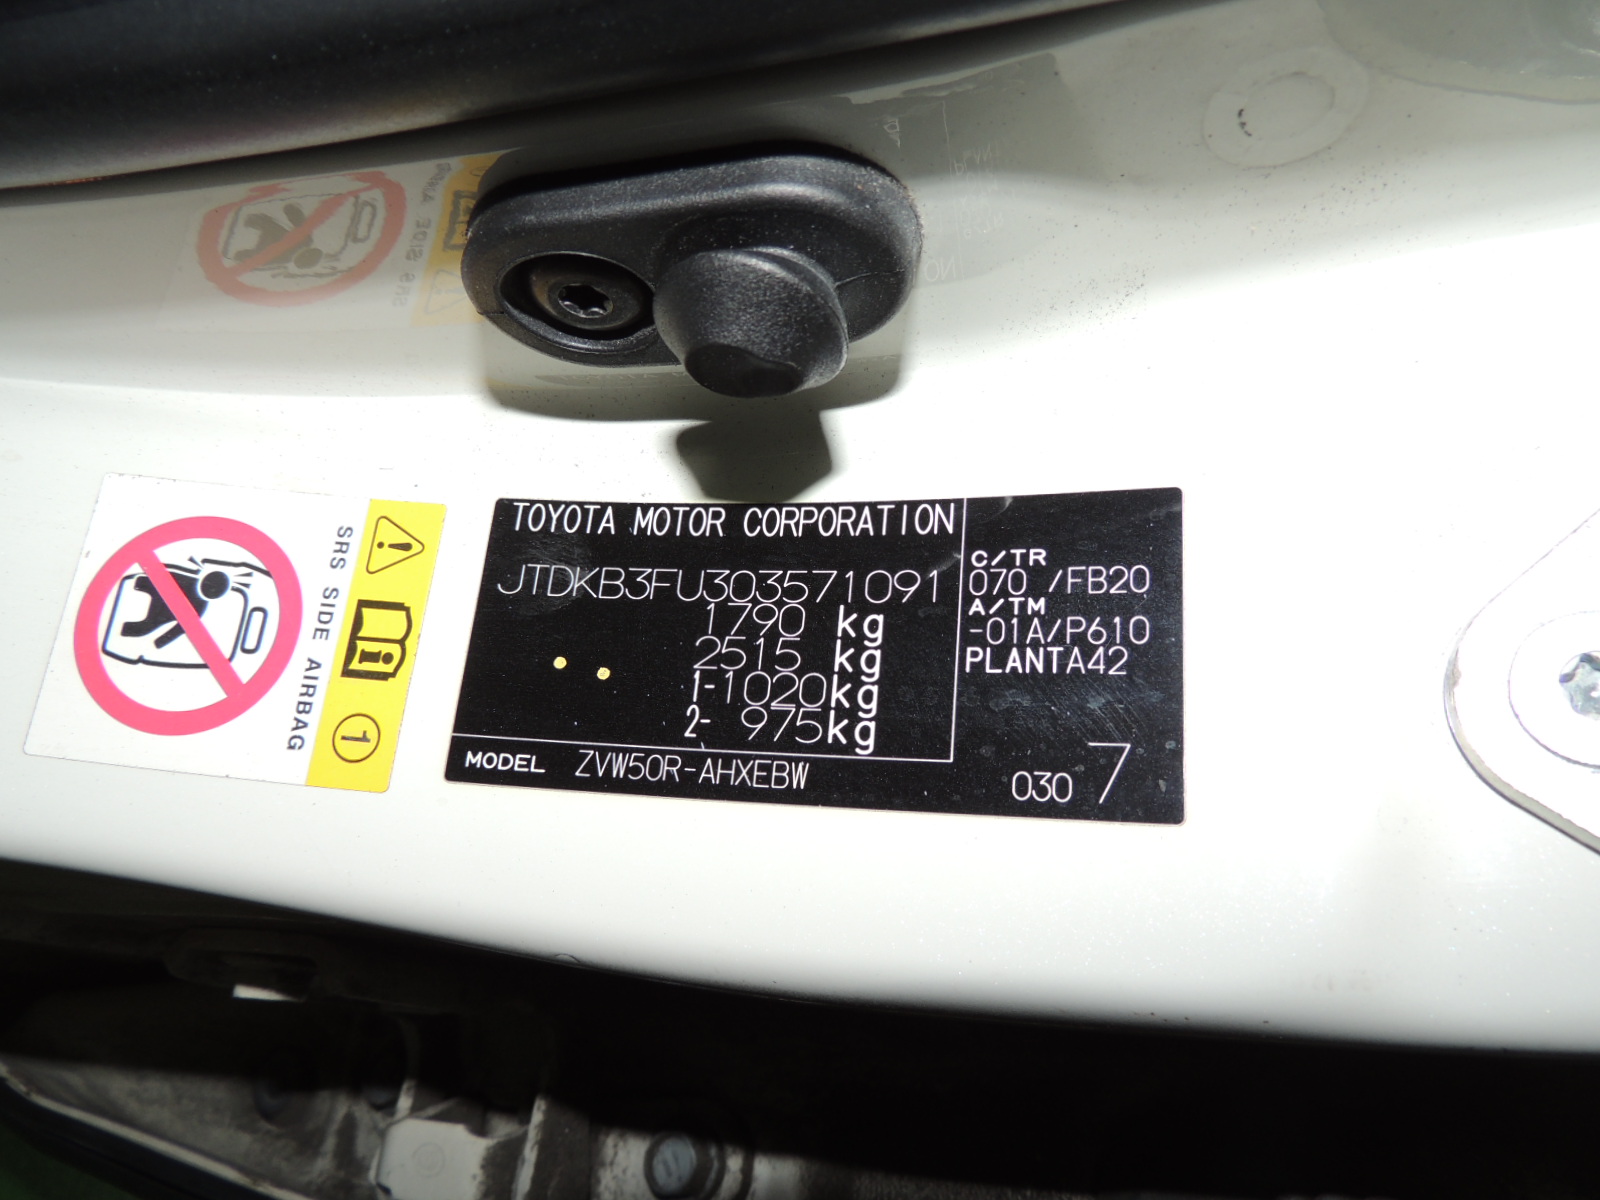 TOYOTA MOTOR CORPORATION
JTDKB3FU303571091
1790 kg
2515 kg
1-1020kg
2- 975kg
MODEL ZVW50R-AHXEBW
C/TR
070 /FB20
A/TM
-01A/P610
PLANTA42
030 7
SRS SIDE AIRBAG
1